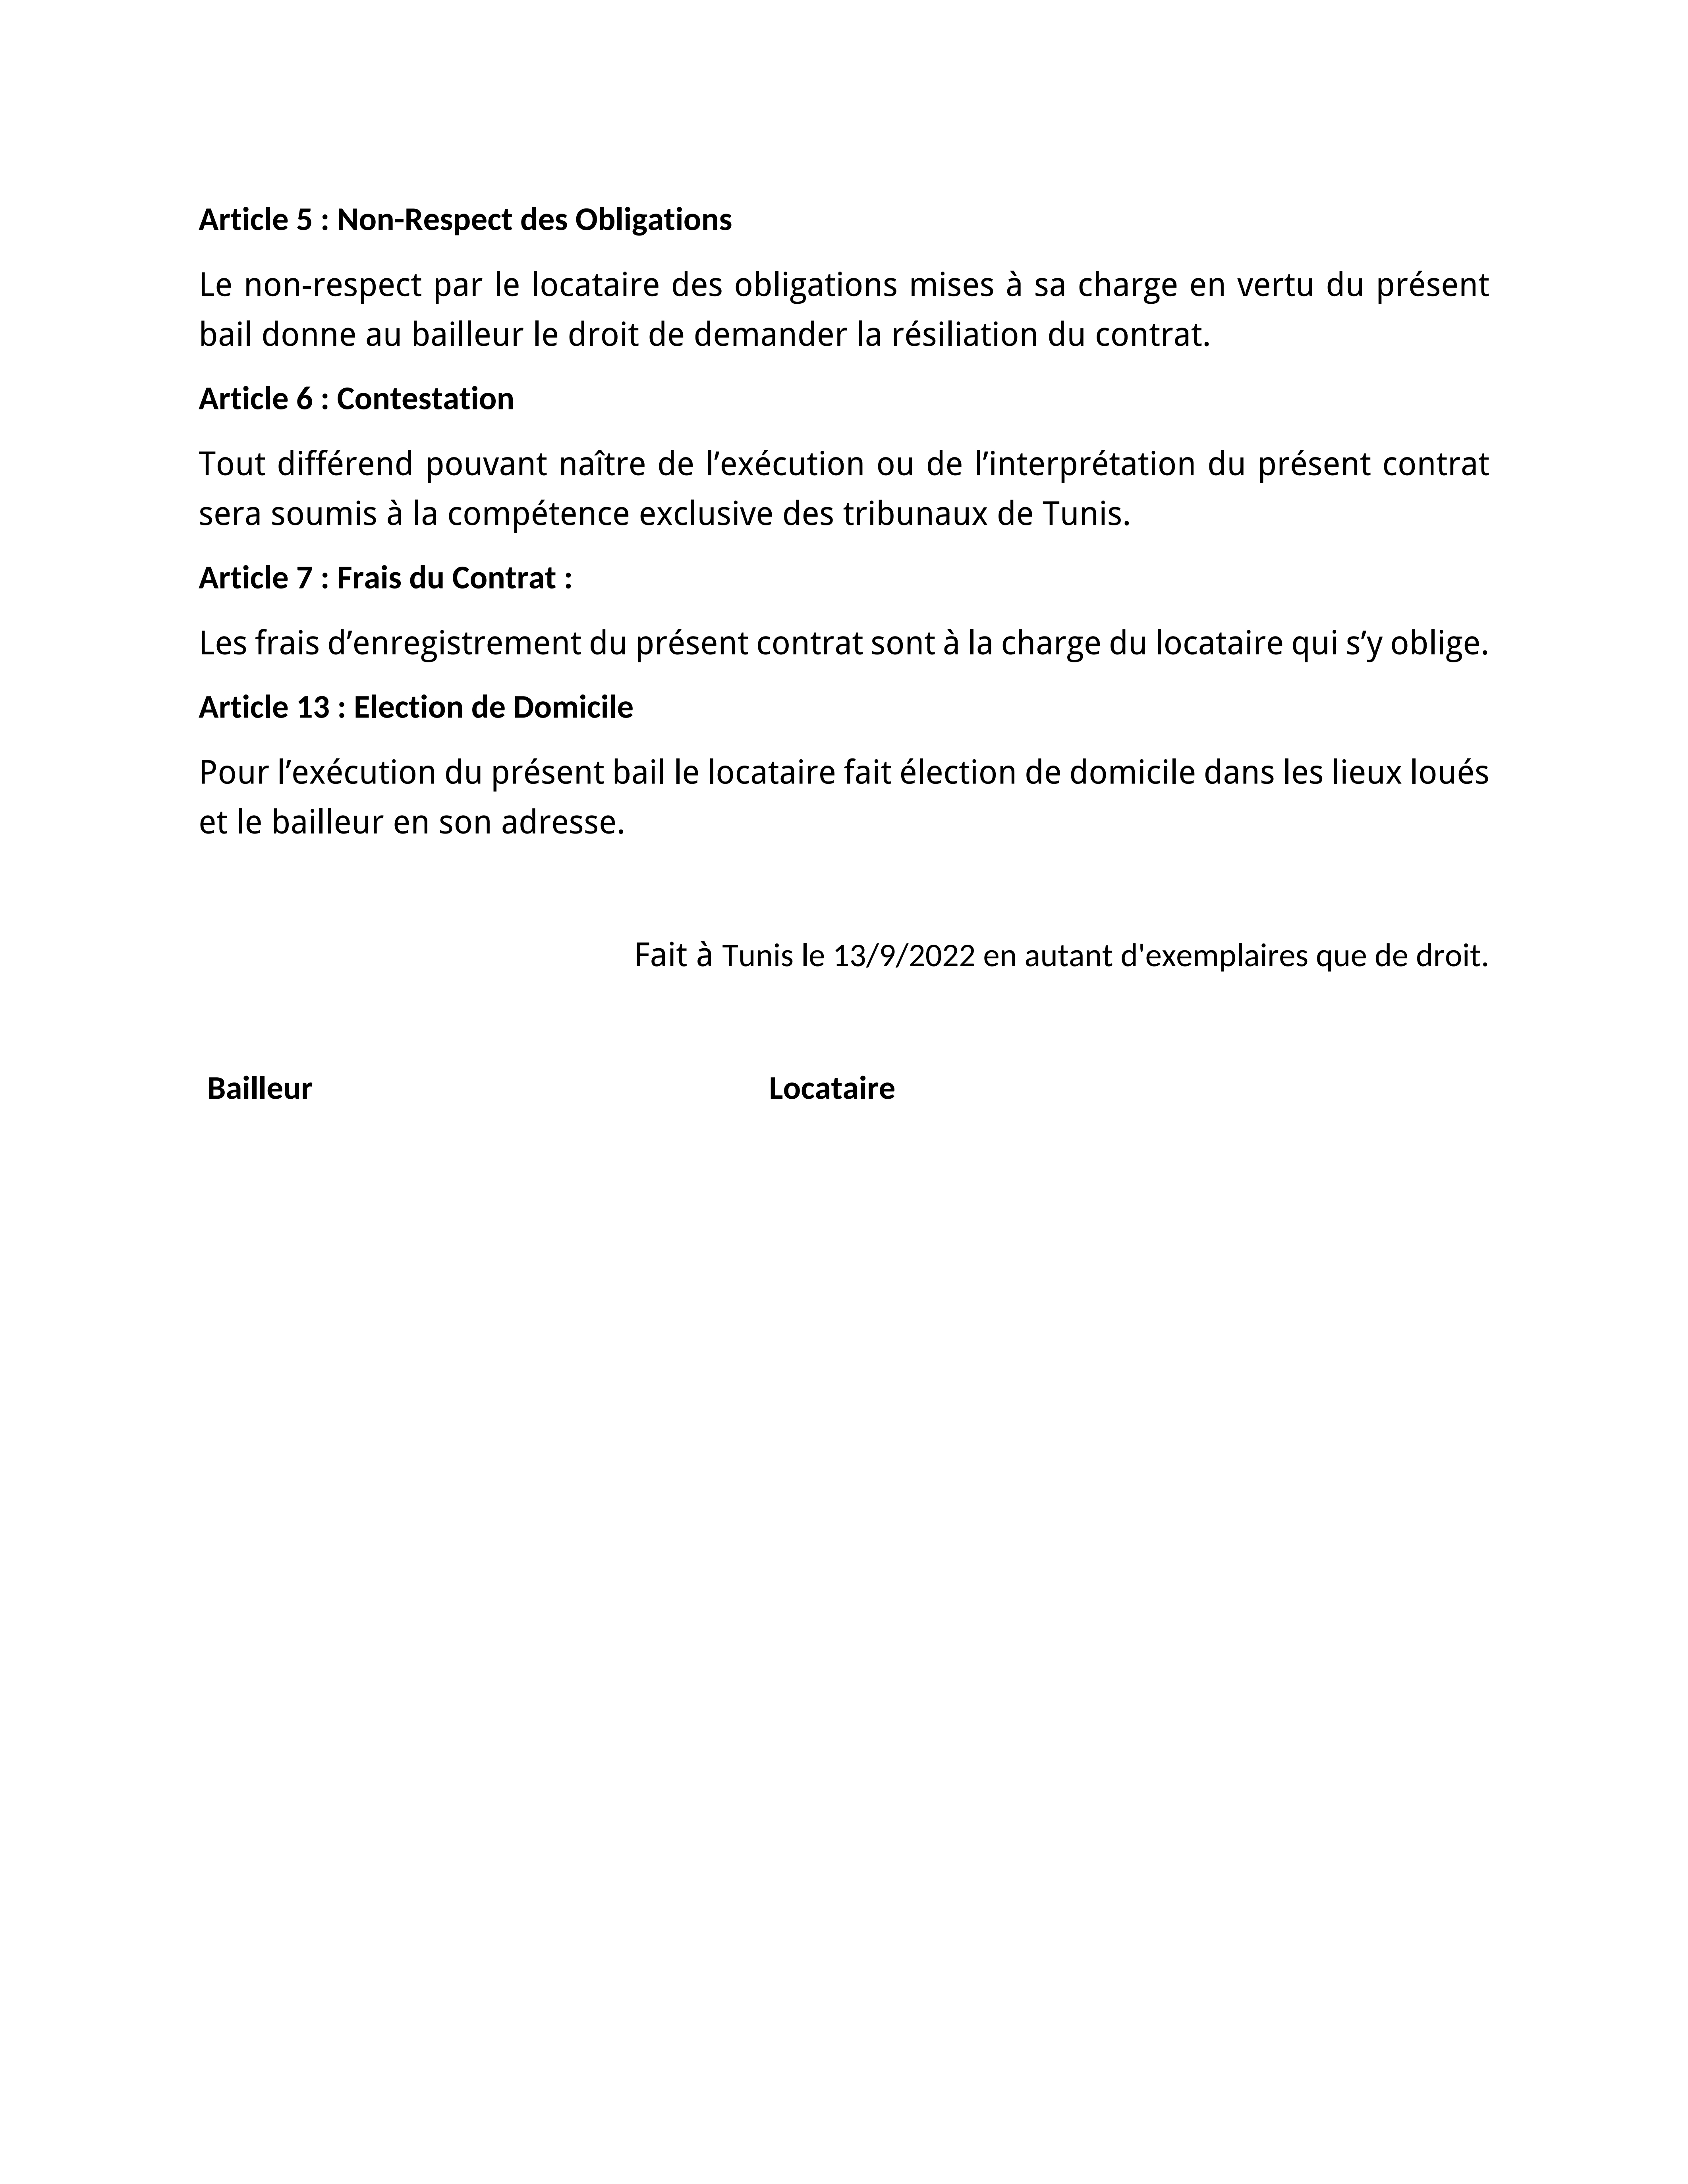 Article 5 : Non-Respect des Obligations
Le non-respect par le locataire des obligations mises à sa charge en vertu du présent
bail donne au bailleur le droit de demander la résiliation du contrat.
Article 6 : Contestation
Tout différend pouvant naître de l’exécution ou de l’interprétation du présent contrat
sera soumis à la compétence exclusive des tribunaux de Tunis.
Article 7 : Frais du Contrat :
Les frais d’enregistrement du présent contrat sont à la charge du locataire qui s’y oblige.
Article 13 : Election de Domicile
Pour l’exécution du présent bail le locataire fait élection de domicile dans les lieux loués
et le bailleur en son adresse.
Fait à Tunis le 13/9/2022 en autant d'exemplaires que de droit.
Bailleur Locataire